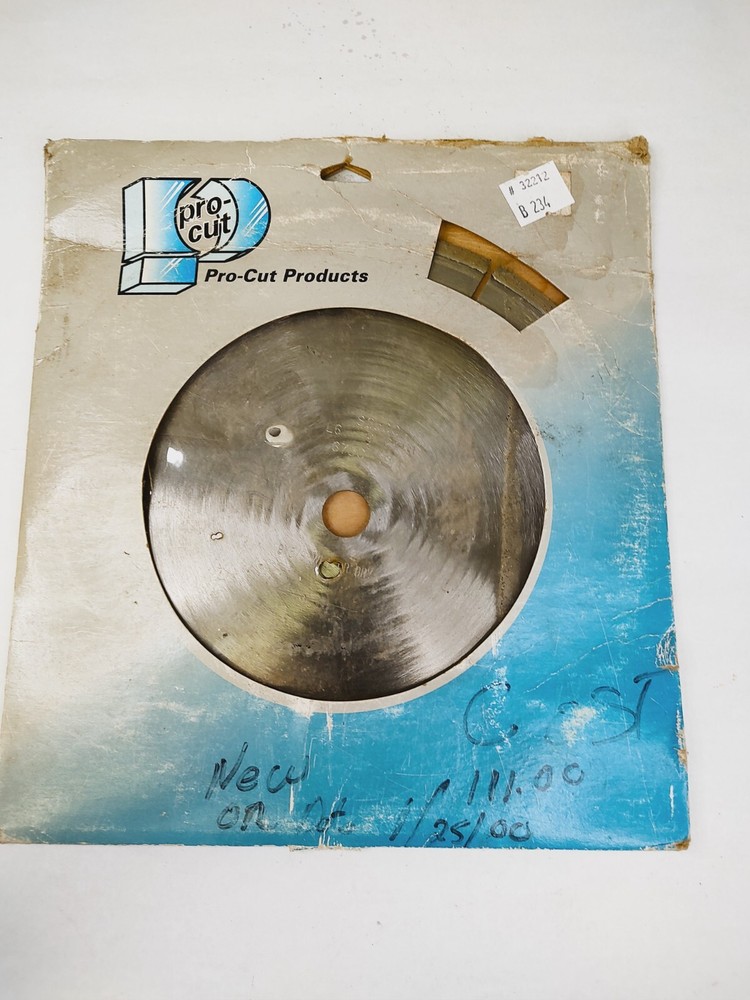 pro-
cut
Pro-Cut Products
# 32212
B 234
COST
New 111.00
on 1/25/00